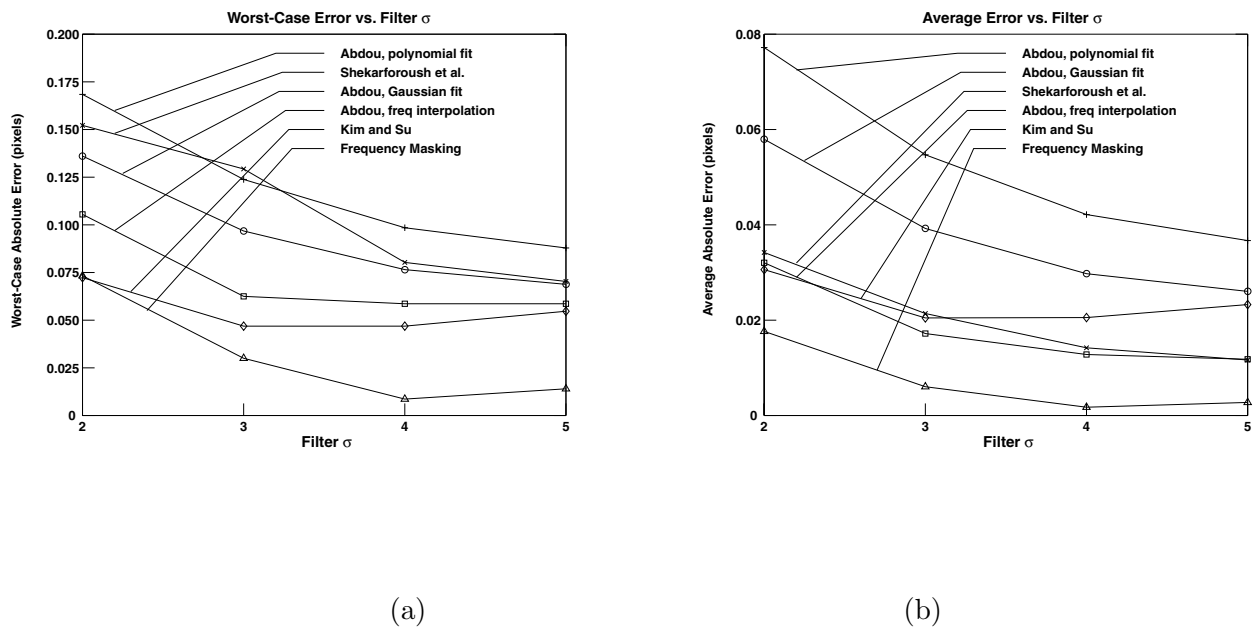 Worst-Case Error vs. Filter σ
Worst-Case Absolute Error (pixels)
0.200
0.175
0.150
0.125
0.100
0.075
0.050
0.025
0
Abdou, polynomial fit
Shekarforoush et al.
Abdou, Gaussian fit
Abdou, freq interpolation
Kim and Su
Frequency Masking
2 3 4 5
Filter σ
(a)
Average Error vs. Filter σ
Average Absolute Error (pixels)
0.08
0.06
0.04
0.02
0
Abdou, polynomial fit
Abdou, Gaussian fit
Shekarforoush et al.
Abdou, freq interpolation
Kim and Su
Frequency Masking
2 3 4 5
Filter σ
(b)